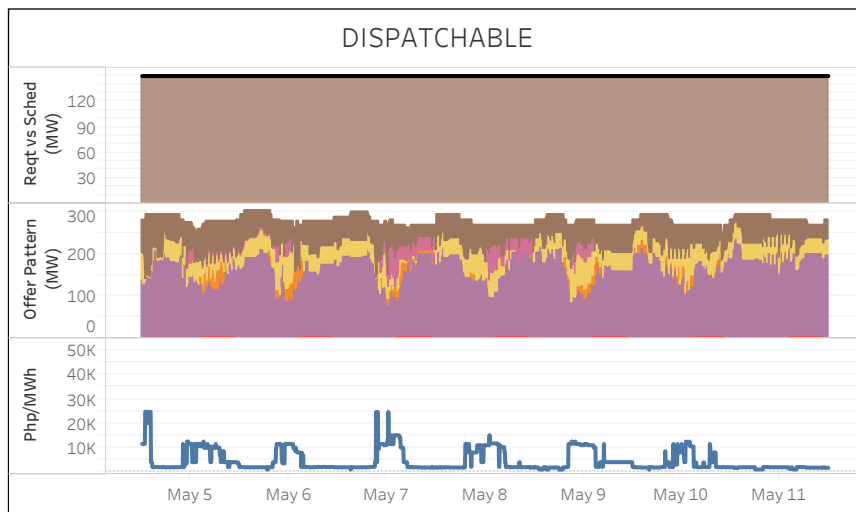 DISPATCHABLE
Reqt vs Sched
(MW)
120
90
60
30
Offer Pattern
(MW)
300
200
100
0
Php/MWh
50K
40K
30K
20K
10K
May 5 May 6 May 7 May 8 May 9 May 10 May 11